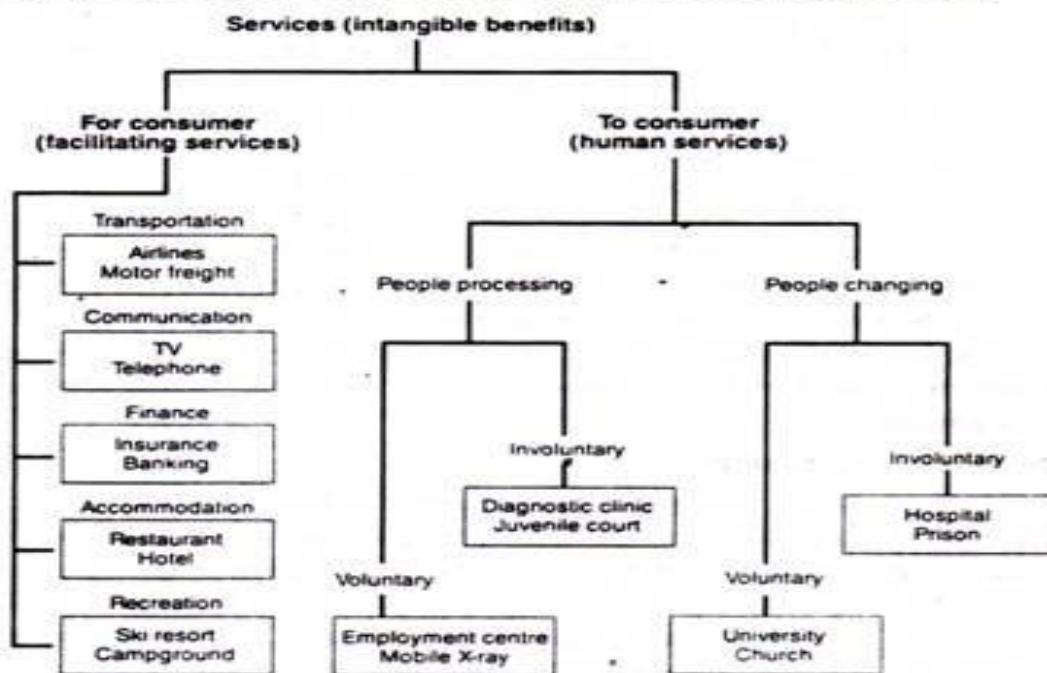 Services (intangible benefits)
For consumer
(facilitating services)
Transportation
Airlines
Motor freight
Communication
TV
Telephone
Finance
Insurance
Banking
Accommodation
Restaurant
Hotel
Recreation
Ski resort
Campground
To consumer
(human services)
People processing
Involuntary
Diagnostic clinic
Juvenile court
Voluntary
Employment centre
Mobile X-ray
People changing
Involuntary
Hospital
Prison
Voluntary
University
Church